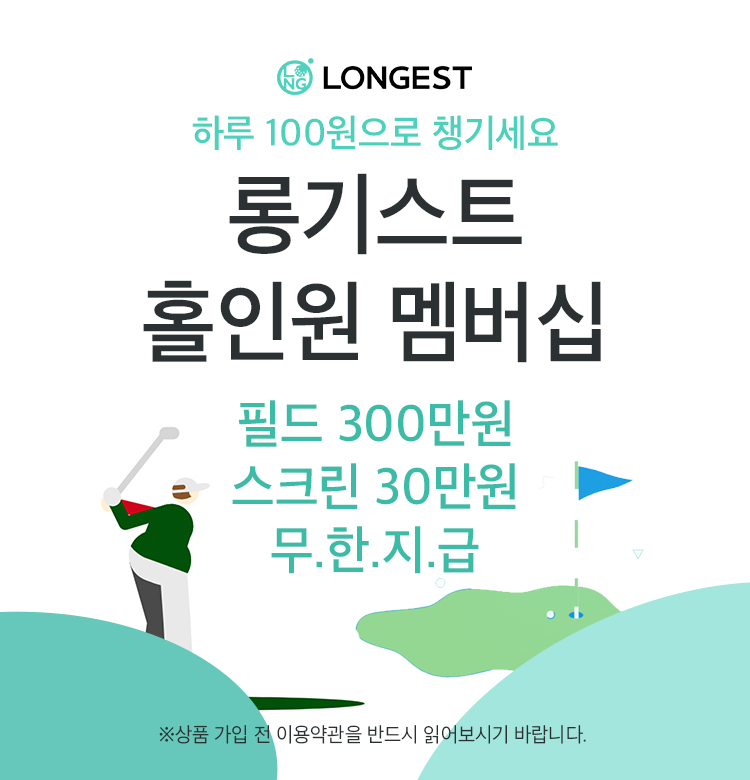 LONG LONGEST
하루 100원으로 챙기세요
롱기스트
홀인원 멤버십
필드 300만원
스크린 30만원
무.한.지.급
※상품 가입 전 이용약관을 반드시 읽어보시기 바랍니다.